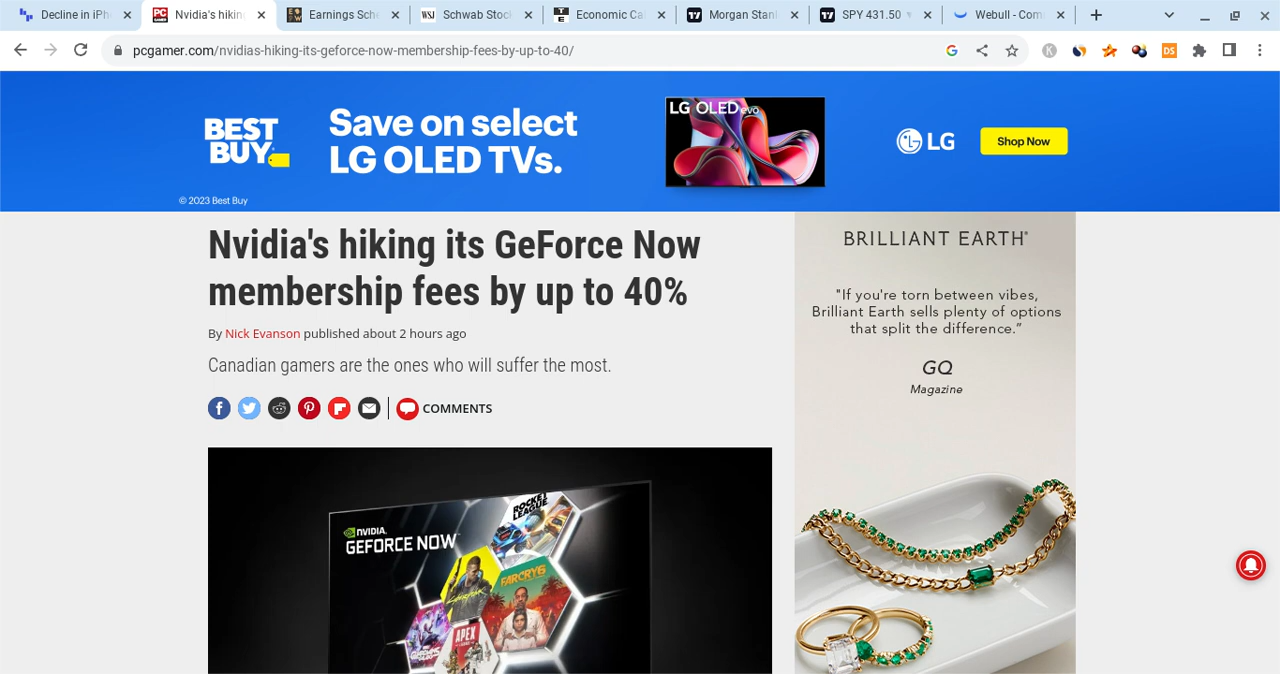 Decline in iPh
Nvidia's hiking
Earnings Sche
Schwab Stock
Economic Cal
Morgan Stanl
SPY 431.50 ▼
Webull - Com
pcgamer.com/nvidias-hiking-its-geforce-now-membership-fees-by-up-to-40/
BEST BUY
Save on select
LG OLED TVs.
LG OLED evo
LG
Shop Now
© 2023 Best Buy
Nvidia's hiking its GeForce Now
membership fees by up to 40%
By Nick Evanson published about 2 hours ago
Canadian gamers are the ones who will suffer the most.
COMMENTS
NVIDIA.
GEFORCE NOW
ROCKET LEAGUE
CYBERPUNK
FARCRY6
APEX
BRILLIANT EARTH®
"If you're torn between vibes,
Brilliant Earth sells plenty of options
that split the difference.”
GQ
Magazine